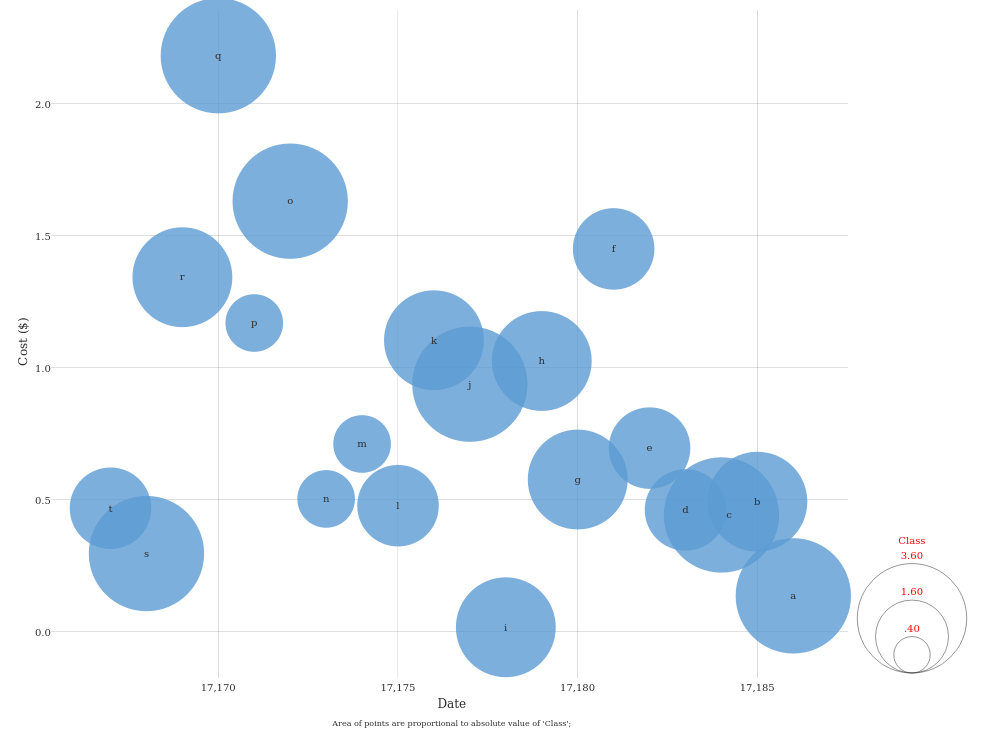 q
2.0
o
1.5
f
r
p
Cost ($)
k
h
1.0
j
m
e
n
0.5
l
g
b
t
d
c
s
Class
3.60
a
1.60
i
.40
0.0
17,170
17,175
17,180
17,185
Date
Area of points are proportional to absolute value of 'Class';